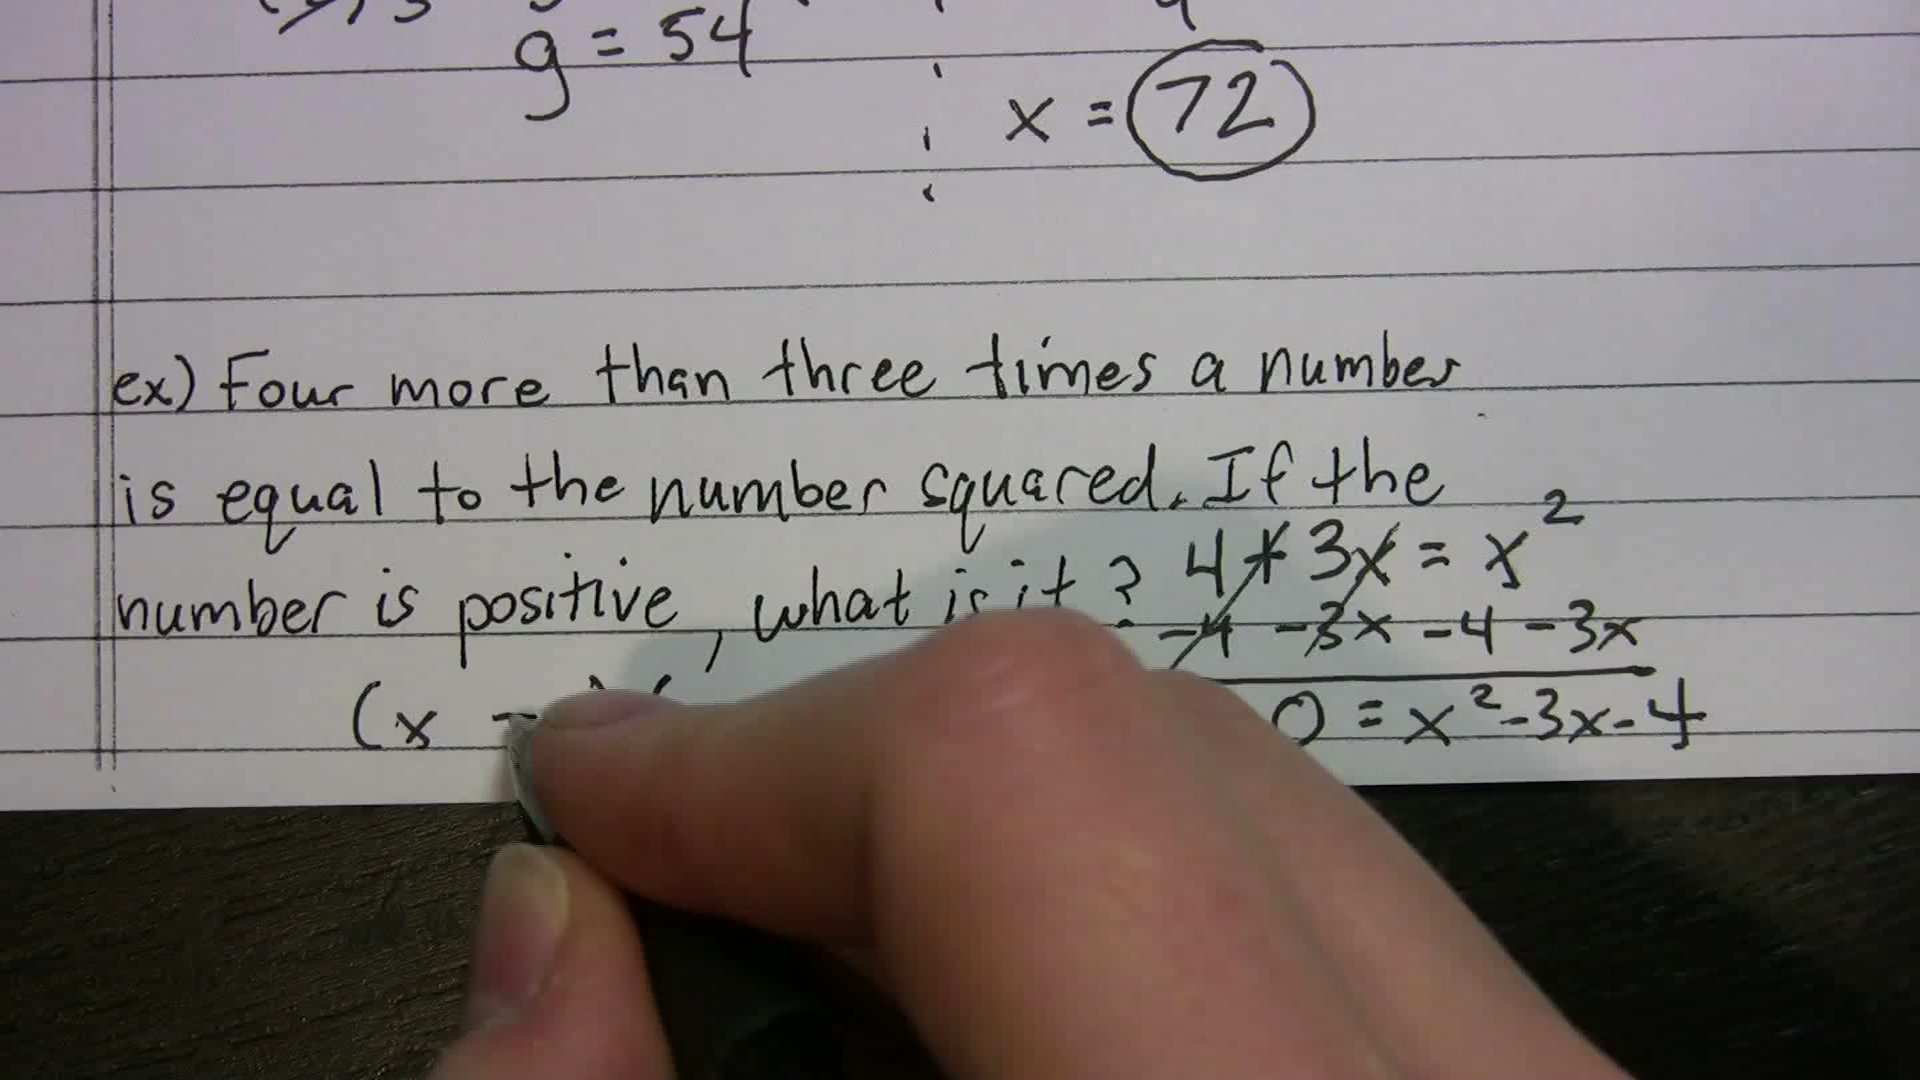 g = 54
x = 72
ex) Four more than three times a number
is equal to the number squared. If the
number is positive, what is it?
4 + 3x = x²
-4 -3x -4 -3x
0 = x² - 3x - 4
(x -